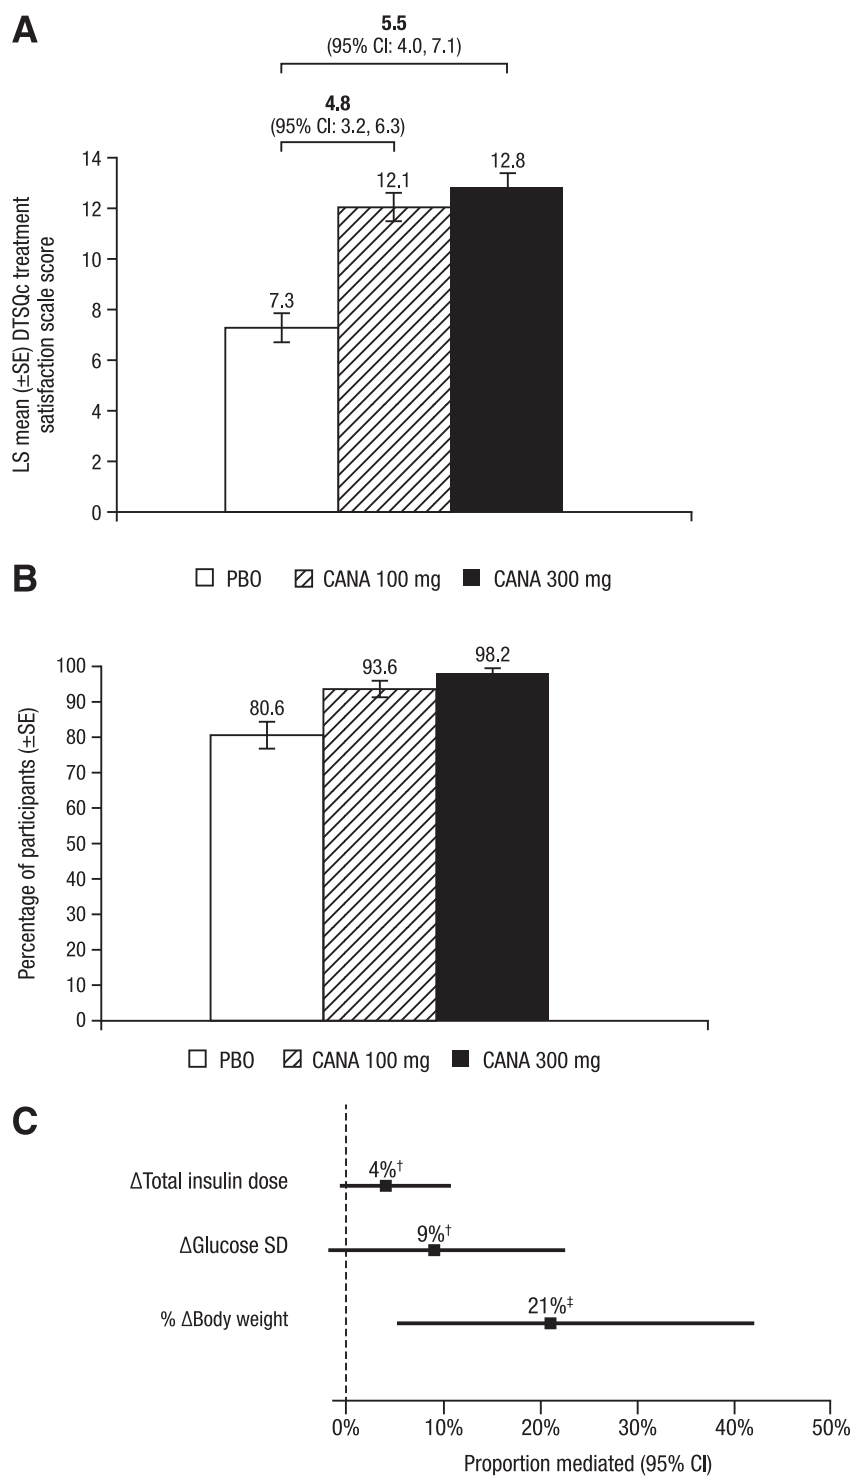 A
5.5
(95% CI: 4.0, 7.1)
4.8
(95% CI: 3.2, 6.3)
LS mean (±SE) DTSQc treatment
satisfaction scale score
14
12
10
8
6
4
2
0
7.3
12.1
12.8
PBO CANA 100 mg CANA 300 mg
B
Percentage of participants (±SE)
100
90
80
70
60
50
40
30
20
10
0
80.6
93.6
98.2
PBO CANA 100 mg CANA 300 mg
C
ΔTotal insulin dose 4%†
ΔGlucose SD 9%†
% ΔBody weight 21%‡
0% 10% 20% 30% 40% 50%
Proportion mediated (95% CI)